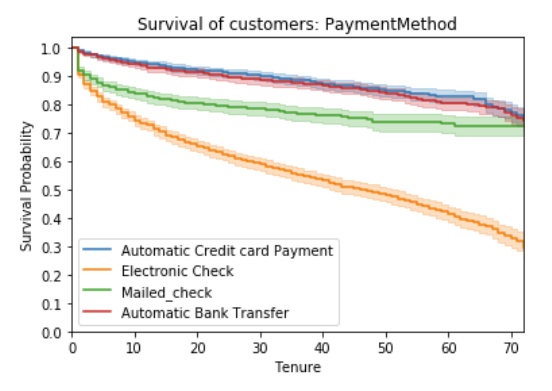 Survival of customers: PaymentMethod
Survival Probability
1.0
0.9
0.8
0.7
0.6
0.5
0.4
0.3
0.2
0.1
0.0
Automatic Credit card Payment
Electronic Check
Mailed_check
Automatic Bank Transfer
0 10 20 30 40 50 60 70
Tenure